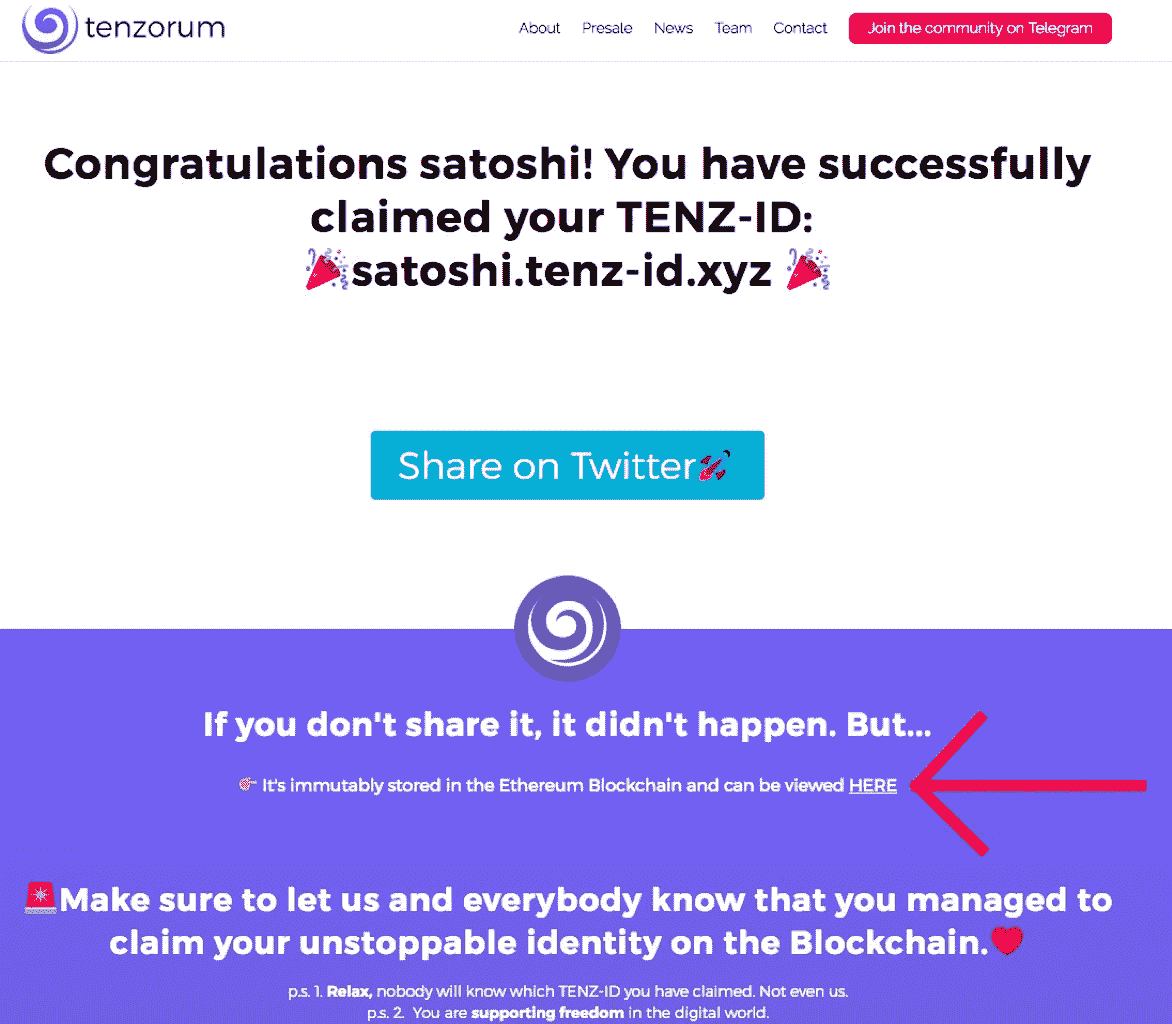 tenzorum
About Presale News Team Contact Join the community on Telegram
Congratulations satoshi! You have successfully
claimed your TENZ-ID:
🎉satoshi.tenz-id.xyz 🎉
Share on Twitter🚀
If you don't share it, it didn't happen. But...
👉 It's immutably stored in the Ethereum Blockchain and can be viewed HERE
🚨Make sure to let us and everybody know that you managed to
claim your unstoppable identity on the Blockchain.❤️
p.s. 1. Relax, nobody will know which TENZ-ID you have claimed. Not even us.
p.s. 2. You are supporting freedom in the digital world.